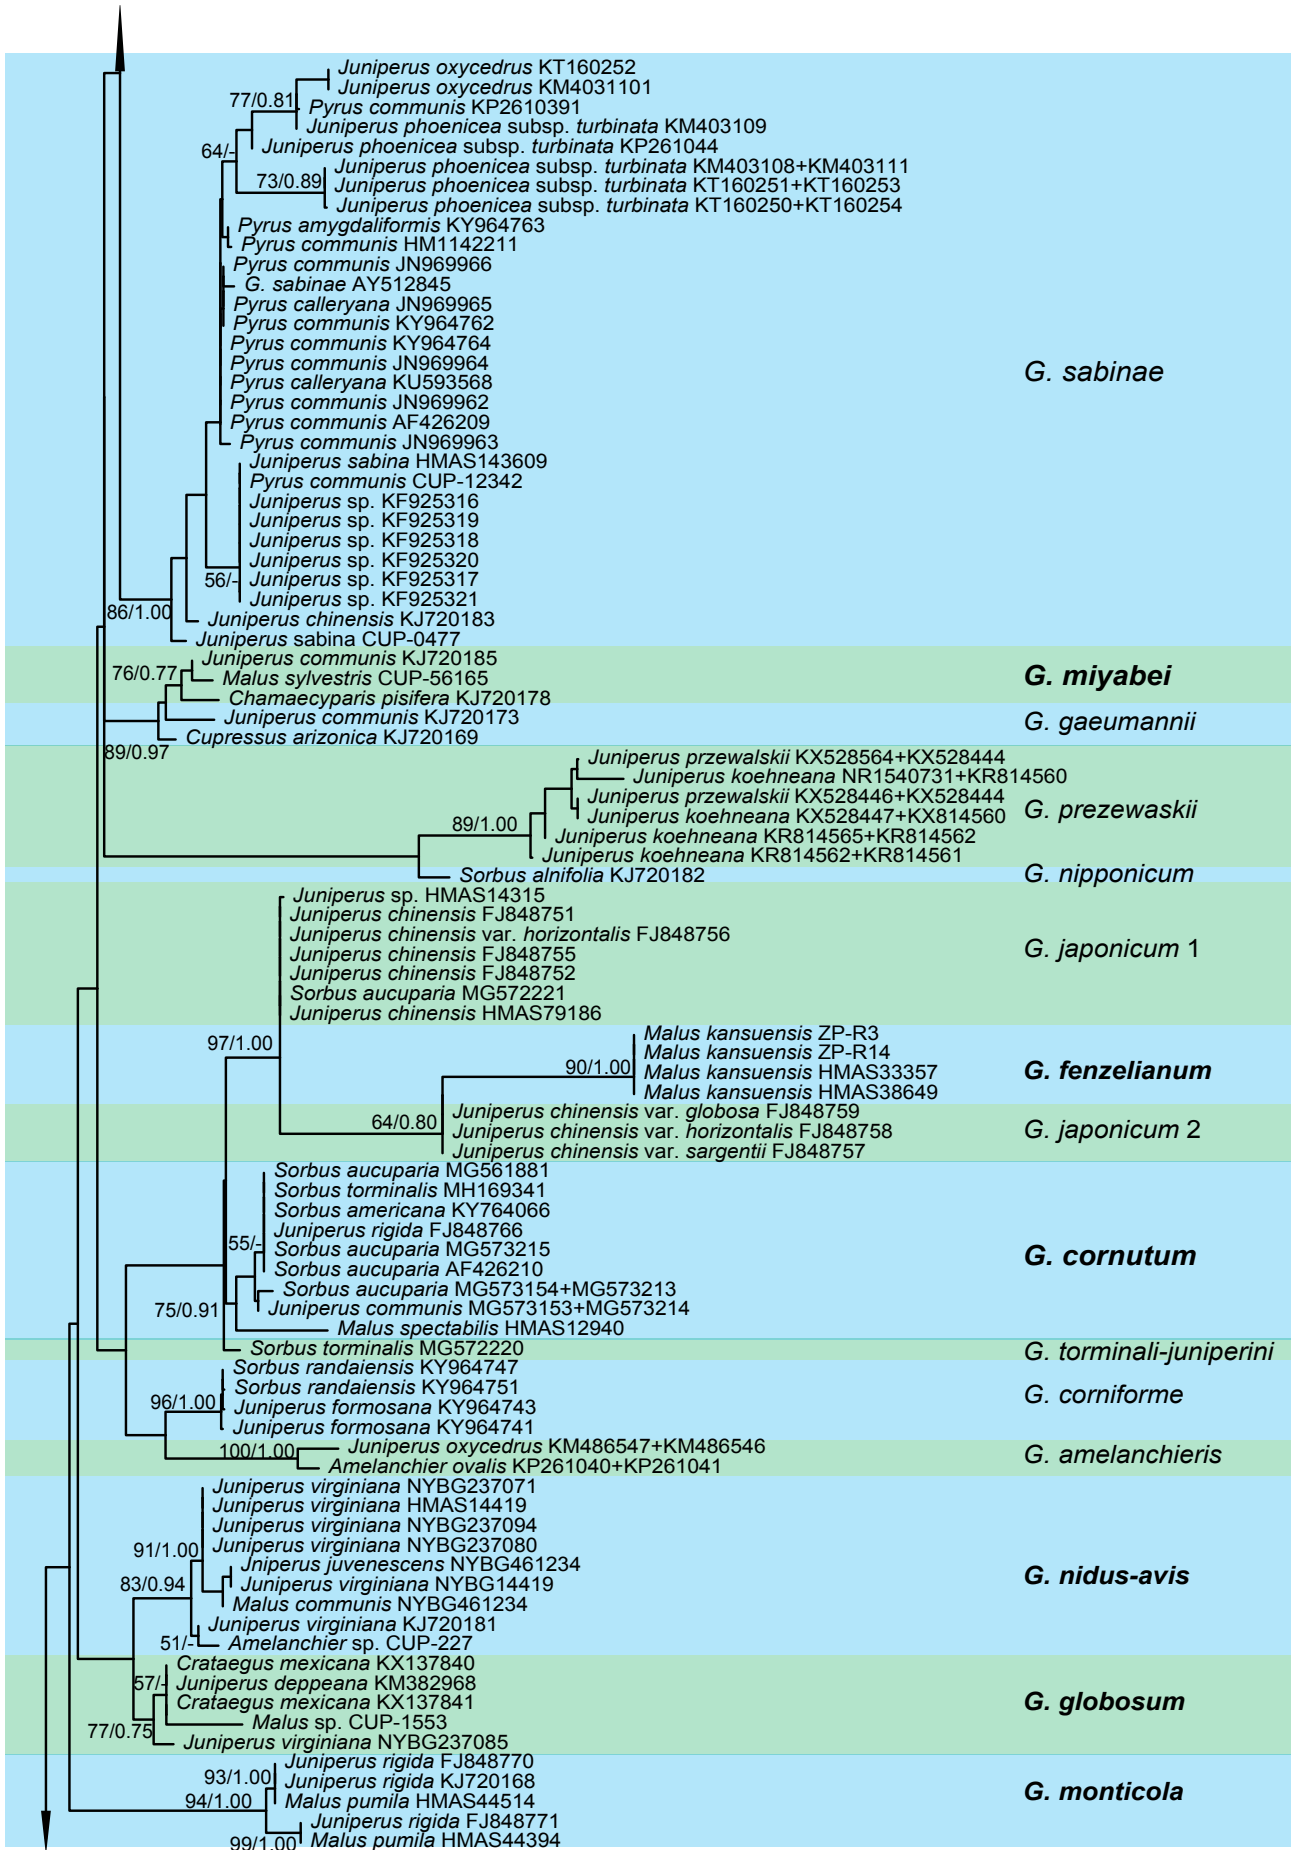 Juniperus oxycedrus KT160252
Juniperus oxycedrus KM4031101
77/0.81
Pyrus communis KP2610391
Juniperus phoenicea subsp. turbinata KM403109
64/-
Juniperus phoenicea subsp. turbinata KP261044
Juniperus phoenicea subsp. turbinata KM403108+KM403111
73/0.89
Juniperus phoenicea subsp. turbinata KT160251+KT160253
Juniperus phoenicea subsp. turbinata KT160250+KT160254
Pyrus amygdaliformis KY964763
Pyrus communis HM1142211
Pyrus communis JN969966
G. sabinae AY512845
Pyrus calleryana JN969965
Pyrus communis KY964762
Pyrus communis KY964764
Pyrus communis JN969964
G. sabinae
Pyrus calleryana KU593568
Pyrus communis JN969962
Pyrus communis AF426209
Pyrus communis JN969963
Juniperus sabina HMAS143609
Pyrus communis CUP-12342
Juniperus sp. KF925316
Juniperus sp. KF925319
Juniperus sp. KF925318
Juniperus sp. KF925320
56/-
Juniperus sp. KF925317
Juniperus sp. KF925321
86/1.00
Juniperus chinensis KJ720183
Juniperus sabina CUP-0477
Juniperus communis KJ720185
76/0.77
Malus sylvestris CUP-56165
G. miyabei
Chamaecyparis pisifera KJ720178
Juniperus communis KJ720173
G. gaeumannii
Cupressus arizonica KJ720169
89/0.97
Juniperus przewalskii KX528564+KX528444
Juniperus koehneana NR1540731+KR814560
Juniperus przewalskii KX528446+KX528444
G. prezewaskii
Juniperus koehneana KX528447+KX814560
89/1.00
Juniperus koehneana KR814565+KR814562
Juniperus koehneana KR814562+KR814561
Sorbus alnifolia KJ720182
G. nipponicum
Juniperus sp. HMAS14315
Juniperus chinensis FJ848751
Juniperus chinensis var. horizontalis FJ848756
G. japonicum 1
Juniperus chinensis FJ848755
Juniperus chinensis FJ848752
Sorbus aucuparia MG572221
Juniperus chinensis HMAS79186
Malus kansuensis ZP-R3
97/1.00
Malus kansuensis ZP-R14
90/1.00
Malus kansuensis HMAS33357
G. fenzelianum
Malus kansuensis HMAS38649
Juniperus chinensis var. globosa FJ848759
64/0.80
Juniperus chinensis var. horizontalis FJ848758
G. japonicum 2
Juniperus chinensis var. sargentii FJ848757
Sorbus aucuparia MG561881
Sorbus torminalis MH169341
Sorbus americana KY764066
Juniperus rigida FJ848766
55/-
Sorbus aucuparia MG573215
G. cornutum
Sorbus aucuparia AF426210
Sorbus aucuparia MG573154+MG573213
75/0.91
Juniperus communis MG573153+MG573214
Malus spectabilis HMAS12940
Sorbus torminalis MG572220
G. torminali-juniperini
Sorbus randaiensis KY964747
Sorbus randaiensis KY964751
G. corniforme
96/1.00
Juniperus formosana KY964743
Juniperus formosana KY964741
Juniperus oxycedrus KM486547+KM486546
100/1.00
G. amelanchieris
Amelanchier ovalis KP261040+KP261041
Juniperus virginiana NYBG237071
Juniperus virginiana HMAS14419
Juniperus virginiana NYBG237094
Juniperus virginiana NYBG237080
91/1.00
Jniperus juvenescens NYBG461234
G. nidus-avis
83/0.94
Juniperus virginiana NYBG14419
Malus communis NYBG461234
Juniperus virginiana KJ720181
51/-
Amelanchier sp. CUP-227
Crataegus mexicana KX137840
57/-
Juniperus deppeana KM382968
Crataegus mexicana KX137841
G. globosum
Malus sp. CUP-1553
77/0.75
Juniperus virginiana NYBG237085
Juniperus rigida FJ848770
93/1.00
Juniperus rigida KJ720168
G. monticola
94/1.00
Malus pumila HMAS44514
Juniperus rigida FJ848771
99/1.00
Malus pumila HMAS44394